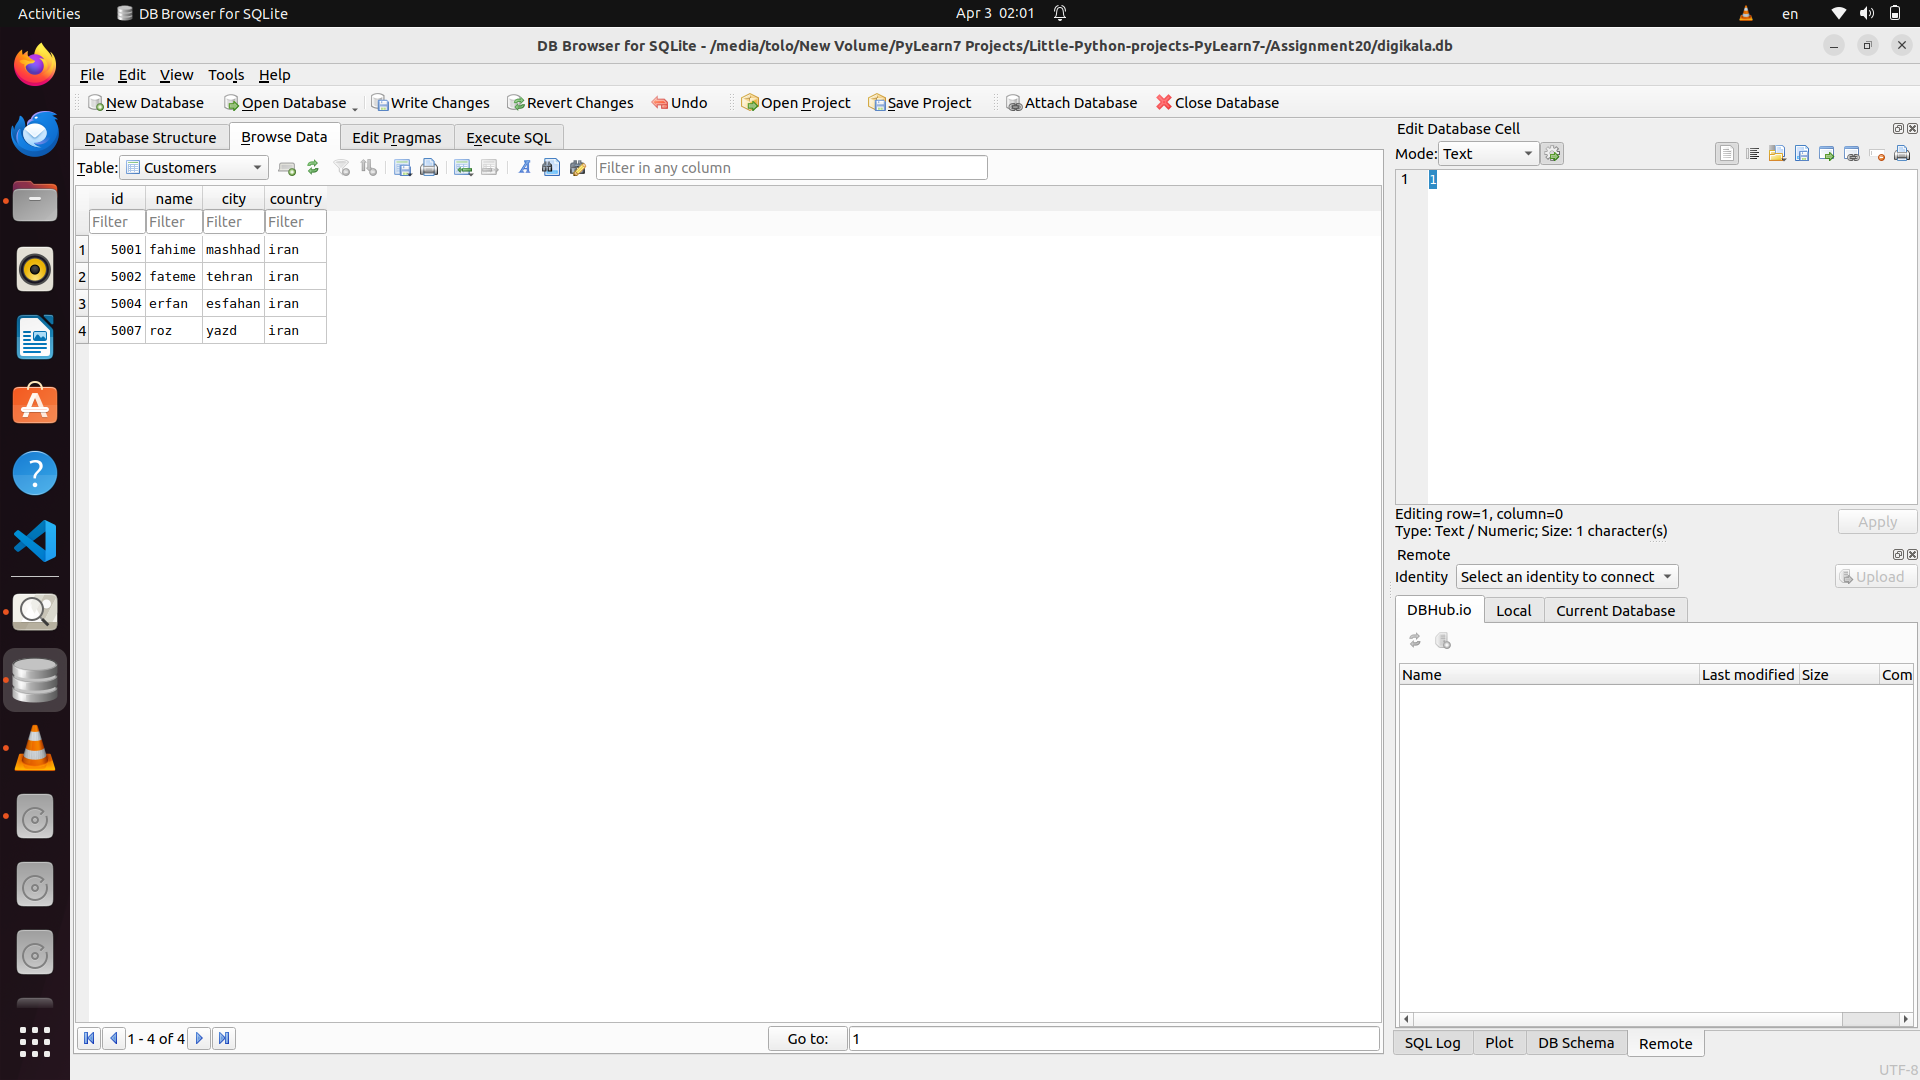 Activities DB Browser for SQLite Apr 3 02:01 en
DB Browser for SQLite - /media/tolo/New Volume/PyLearn7 Projects/Little-Python-projects-PyLearn7-/Assignment20/digikala.db
File Edit View Tools Help
New Database Open Database Write Changes Revert Changes Undo Open Project Save Project Attach Database Close Database
Database Structure Browse Data Edit Pragmas Execute SQL
Table: Customers Filter in any column
id name city country
Filter Filter Filter Filter
1 5001 fahime mashhad iran
2 5002 fateme tehran iran
3 5004 erfan esfahan iran
4 5007 roz yazd iran
1 - 4 of 4 Go to: 1
Edit Database Cell
Mode: Text
1 1
Editing row=1, column=0
Type: Text / Numeric; Size: 1 character(s)
Apply
Remote
Identity Select an identity to connect Upload
DBHub.io Local Current Database
Name Last modified Size Com
SQL Log Plot DB Schema Remote
UTF-8